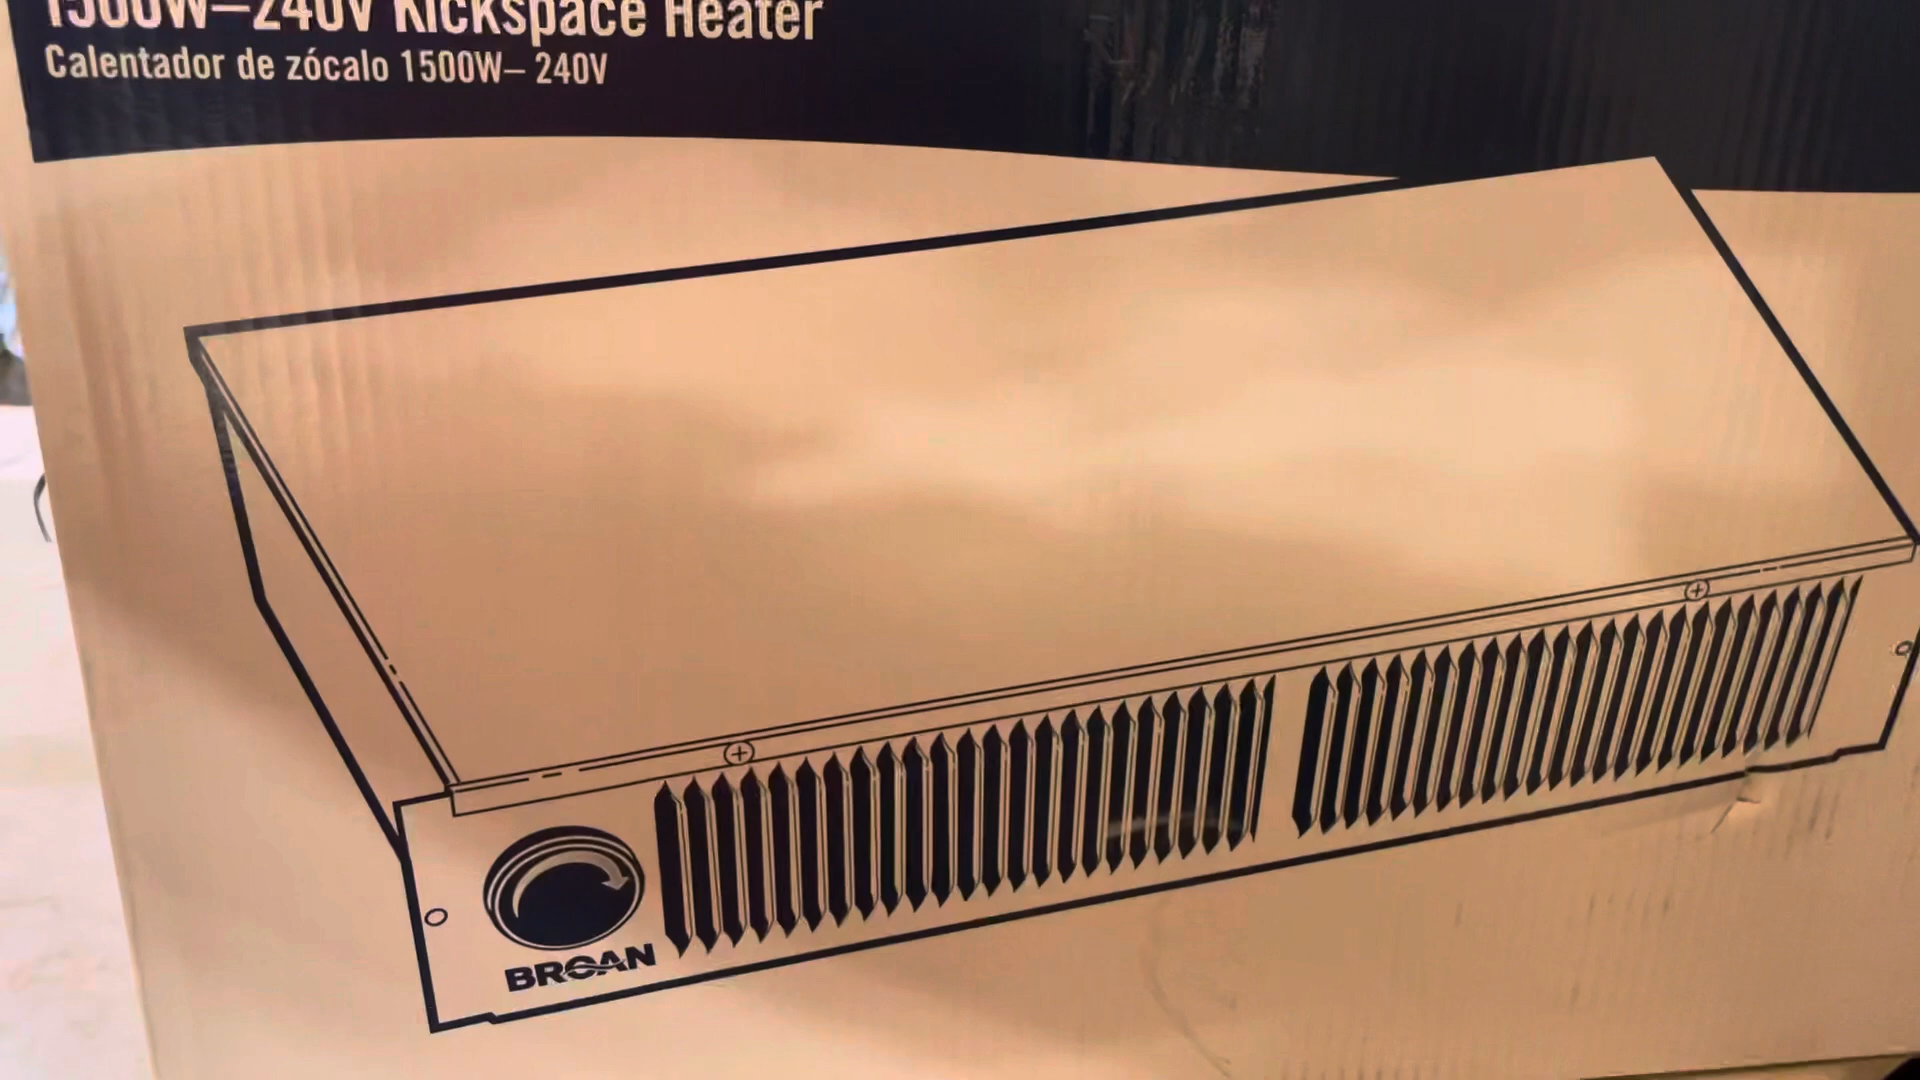 1500W–240V Kickspace Heater
Calentador de zócalo 1500W– 240V
BROAN